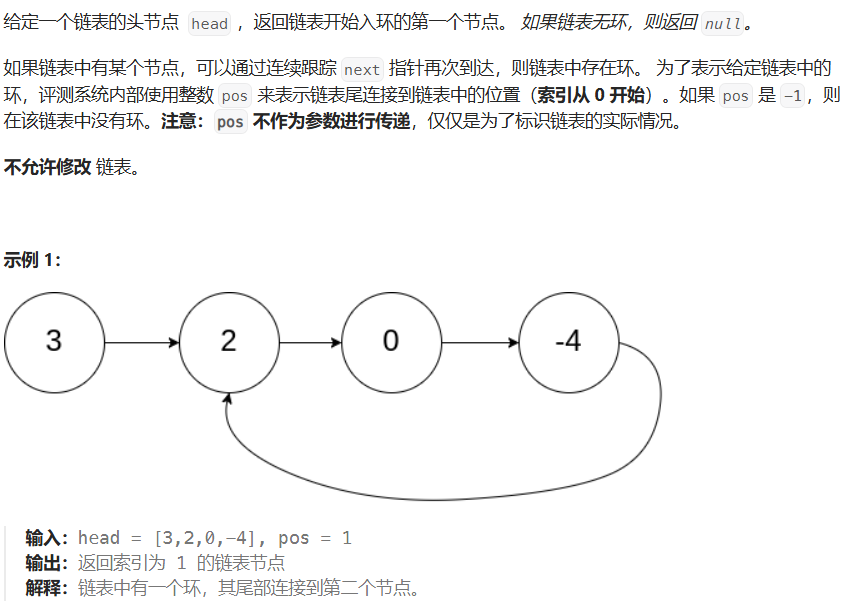 给定一个链表的头节点 head ，返回链表开始入环的第一个节点。 如果链表无环，则返回 null。
如果链表中有某个节点，可以通过连续跟踪 next 指针再次到达，则链表中存在环。 为了表示给定链表中的
环，评测系统内部使用整数 pos 来表示链表尾连接到链表中的位置（索引从 0 开始）。如果 pos 是 -1，则
在该链表中没有环。注意：pos 不作为参数进行传递，仅仅是为了标识链表的实际情况。
不允许修改 链表。
示例 1：
3 2 0 -4
输入：head = [3,2,0,-4], pos = 1
输出：返回索引为 1 的链表节点
解释：链表中有一个环，其尾部连接到第二个节点。